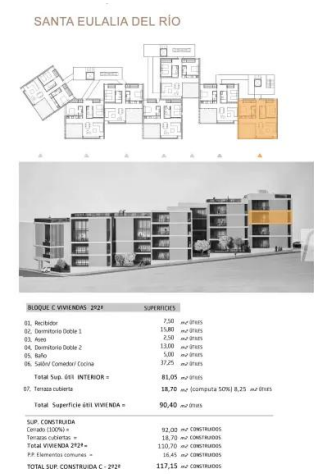 SANTA EULALIA DEL RÍO
BLOQUE C VIVIENDAS 2º2ª SUPERFICIES
01, Recibidor 7,50 m² ÚTILES
02, Dormitorio Doble 1 15,80 m² ÚTILES
03, Aseo 2,50 m² ÚTILES
04, Dormitorio Doble 2 13,00 m² ÚTILES
05, Baño 5,00 m² ÚTILES
06, Salón/ Comedor/ Cocina 37,25 m² ÚTILES
Total Sup. útil INTERIOR = 81,05 m² ÚTILES
07, Terraza cubierta 18,70 m² (computa 50%) 8,25 m² ÚTILES
Total Superficie útil VIVIENDA = 90,40 m² ÚTILES
SUP. CONSTRUIDA
Cerrado (100%) = 92,00 m² CONSTRUIDOS
Terrazas cubiertas = 18,70 m² CONSTRUIDOS
Total VIVIENDA 2º2ª = 110,70 m² CONSTRUIDOS
P.P. Elementos comunes = 16,45 m² CONSTRUIDOS
TOTAL SUP. CONSTRUIDA C - 2º2ª 117,15 m² CONSTRUIDOS